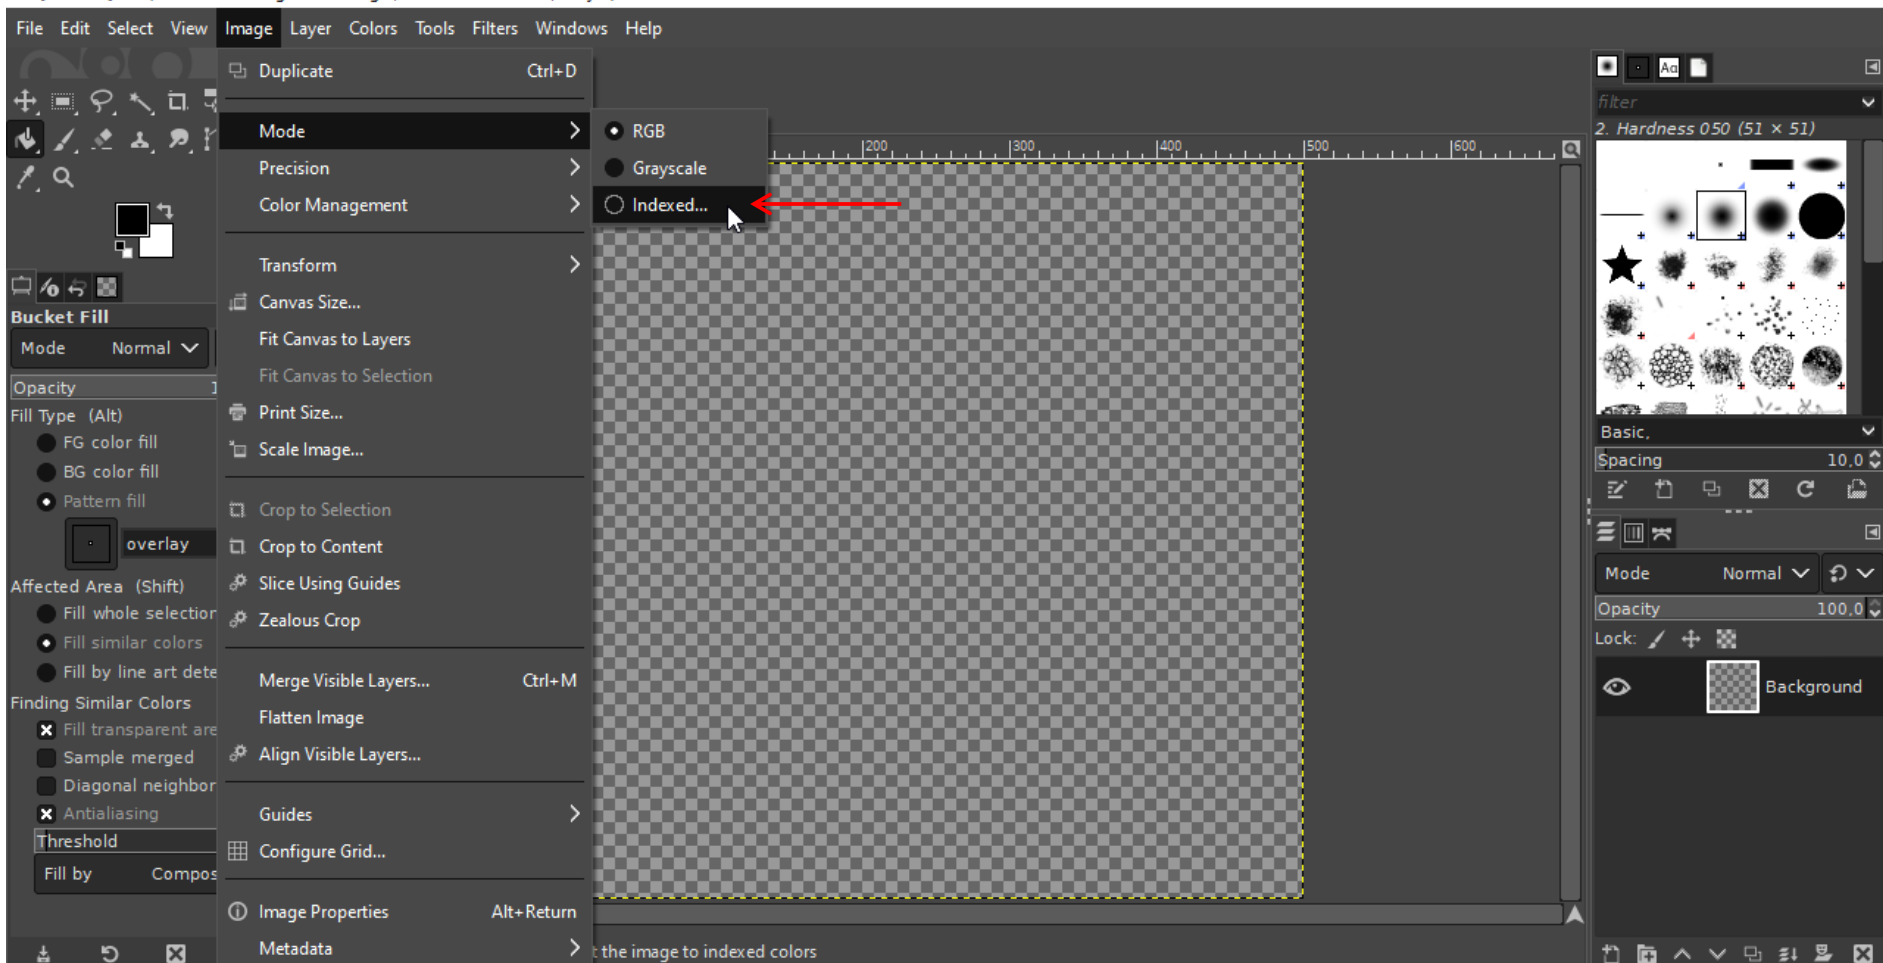 File Edit Select View Image Layer Colors Tools Filters Windows Help
Duplicate Ctrl+D
Mode
Precision
Color Management
Transform
Canvas Size...
Fit Canvas to Layers
Fit Canvas to Selection
Print Size...
Scale Image...
Crop to Selection
Crop to Content
Slice Using Guides
Zealous Crop
Merge Visible Layers... Ctrl+M
Flatten Image
Align Visible Layers...
Guides
Configure Grid...
Image Properties Alt+Return
Metadata
RGB
Grayscale
Indexed...
200 300 400 500 600
Bucket Fill
Mode Normal
Opacity 1
Fill Type (Alt)
FG color fill
BG color fill
Pattern fill
overlay
Affected Area (Shift)
Fill whole selection
Fill similar colors
Fill by line art dete
Finding Similar Colors
Fill transparent are
Sample merged
Diagonal neighbor
Antialiasing
Threshold
Fill by Compos
t the image to indexed colors
Aa
filter
2. Hardness 050 (51 × 51)
Basic,
Spacing 10,0
Mode Normal
Opacity 100,0
Lock:
Background